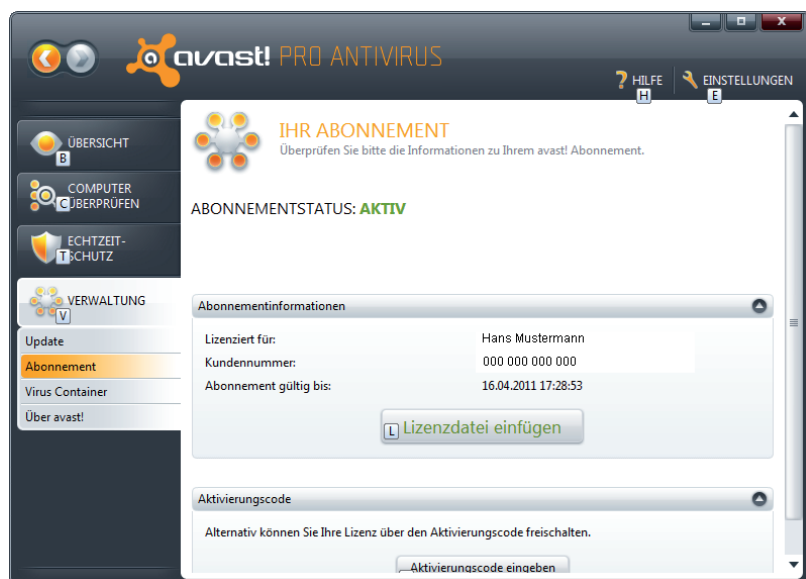 avast! PRO ANTIVIRUS
HILFE
H
EINSTELLUNGEN
E
ÜBERSICHT
B
COMPUTER
C ÜBERPRÜFEN
ECHTZEIT-
T SCHUTZ
VERWALTUNG
V
Update
Abonnement
Virus Container
Über avast!
IHR ABONNEMENT
Überprüfen Sie bitte die Informationen zu Ihrem avast! Abonnement.
ABONNEMENTSTATUS: AKTIV
Abonnementinformationen
Lizenziert für: Hans Mustermann
Kundennummer: 000 000 000 000
Abonnement gültig bis: 16.04.2011 17:28:53
L Lizenzdatei einfügen
Aktivierungscode
Alternativ können Sie Ihre Lizenz über den Aktivierungscode freischalten.
Aktivierungscode eingeben